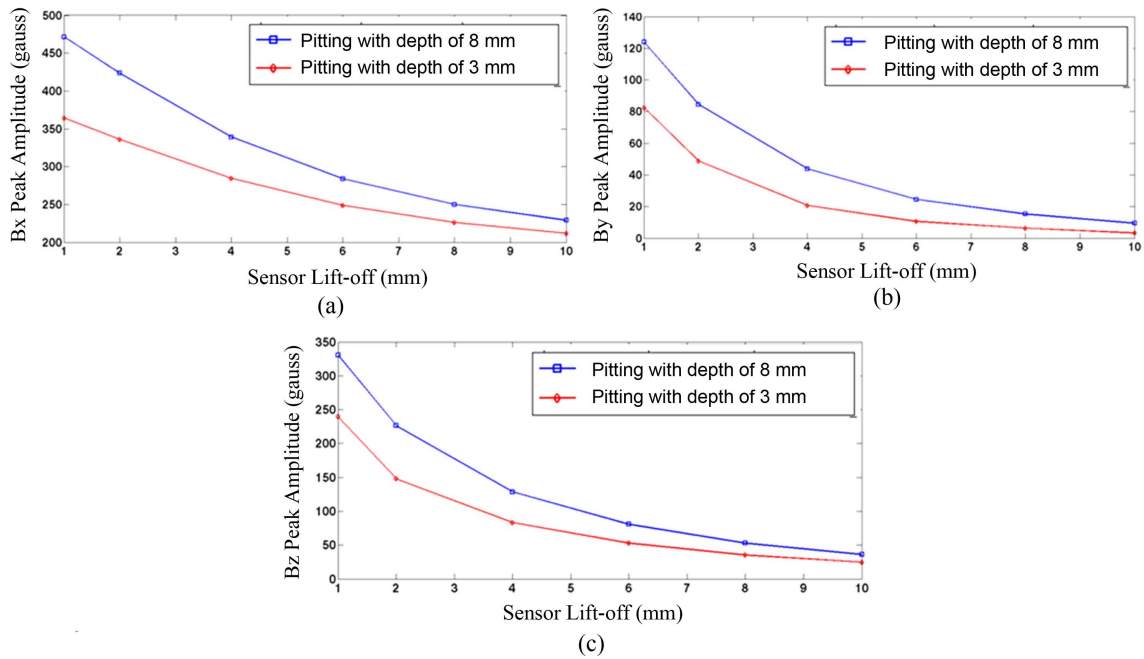 500
450
400
350
300
250
200
Bx Peak Amplitude (gauss)
Pitting with depth of 8 mm
Pitting with depth of 3 mm
1 2 3 4 5 6 7 8 9 10
Sensor Lift-off (mm)
(a)
140
120
100
80
60
40
20
0
By Peak Amplitude (gauss)
Pitting with depth of 8 mm
Pitting with depth of 3 mm
1 2 3 4 5 6 7 8 9 10
Sensor Lift-off (mm)
(b)
350
300
250
200
150
100
50
0
Bz Peak Amplitude (gauss)
Pitting with depth of 8 mm
Pitting with depth of 3 mm
1 2 3 4 5 6 7 8 9 10
Sensor Lift-off (mm)
(c)